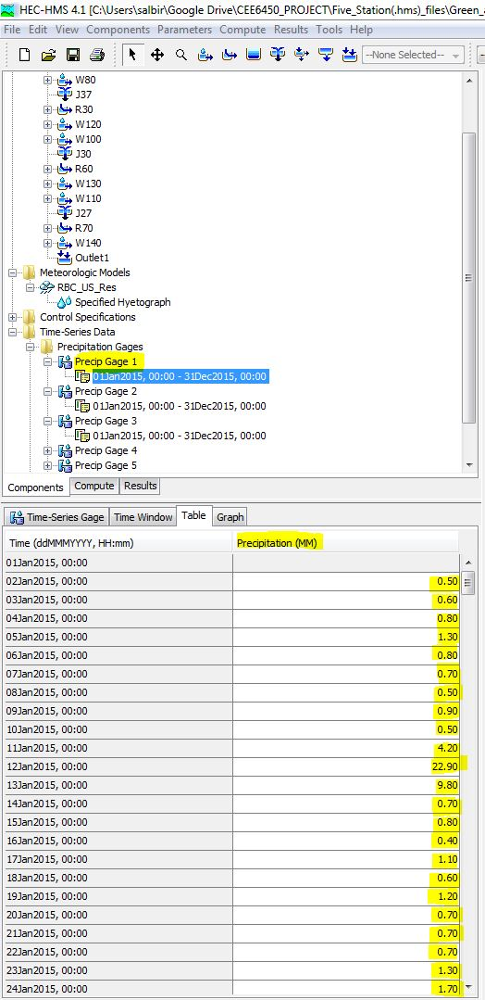 HEC-HMS 4.1 [C:\Users\salbir\Google Drive\CEE6450_PROJECT\Five_Station(.hms)_files\Green_
File Edit View Components Parameters Compute Results Tools Help
--None Selected--
W80
J37
R30
W120
W100
J30
R60
W130
W110
J27
R70
W140
Outlet1
Meteorologic Models
RBC_US_Res
Specified Hyetograph
Control Specifications
Time-Series Data
Precipitation Gages
Precip Gage 1
01Jan2015, 00:00 - 31Dec2015, 00:00
Precip Gage 2
01Jan2015, 00:00 - 31Dec2015, 00:00
Precip Gage 3
01Jan2015, 00:00 - 31Dec2015, 00:00
Precip Gage 4
Precip Gage 5
Components Compute Results
Time-Series Gage Time Window Table Graph
Time (ddMMMYYYY, HH:mm) Precipitation (MM)
01Jan2015, 00:00
02Jan2015, 00:00 0.50
03Jan2015, 00:00 0.60
04Jan2015, 00:00 0.80
05Jan2015, 00:00 1.30
06Jan2015, 00:00 0.80
07Jan2015, 00:00 0.70
08Jan2015, 00:00 0.50
09Jan2015, 00:00 0.90
10Jan2015, 00:00 0.50
11Jan2015, 00:00 4.20
12Jan2015, 00:00 22.90
13Jan2015, 00:00 9.80
14Jan2015, 00:00 0.70
15Jan2015, 00:00 0.80
16Jan2015, 00:00 0.40
17Jan2015, 00:00 1.10
18Jan2015, 00:00 0.60
19Jan2015, 00:00 1.20
20Jan2015, 00:00 0.70
21Jan2015, 00:00 0.70
22Jan2015, 00:00 0.70
23Jan2015, 00:00 1.30
24Jan2015, 00:00 1.70